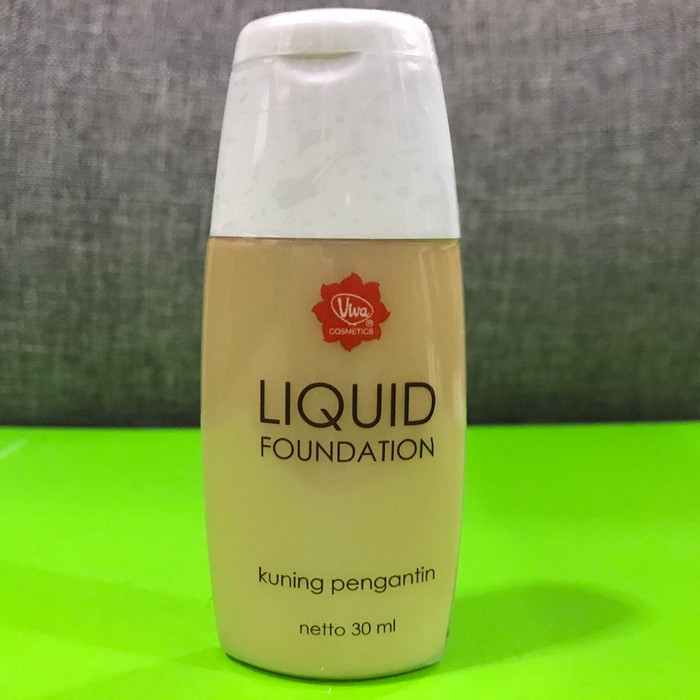 Viva
®
COSMETICS
LIQUID
FOUNDATION
kuning pengantin
netto 30 ml